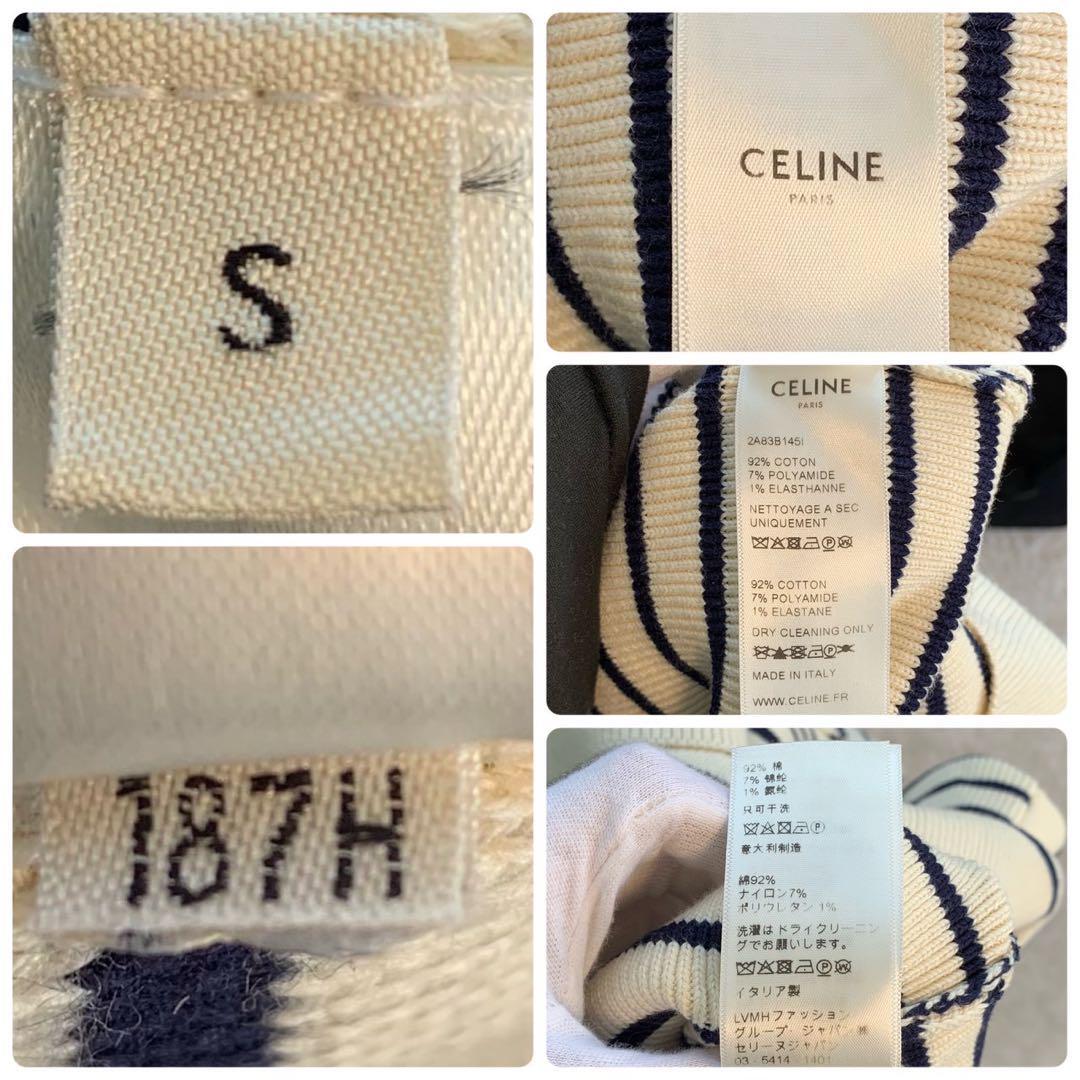 S
CELINE
PARIS
187H
CELINE
PARIS
2A83B145I
92% COTON
7% POLYAMIDE
1% ELASTHANNE
NETTOYAGE A SEC
UNIQUEMENT
92% COTTON
7% POLYAMIDE
1% ELASTANE
DRY CLEANING ONLY
MADE IN ITALY
WWW.CELINE.FR
92% 棉
7% 锦纶
1% 氨纶
只可干洗
意大利制造
綿92%
ナイロン7%
ポリウレタン 1%
洗濯はドライクリーニン
グでお願いします。
イタリア製
LVMHファッション
グループ・ジャパン㈱
セリーヌジャパン
03 - 5414 - 1401